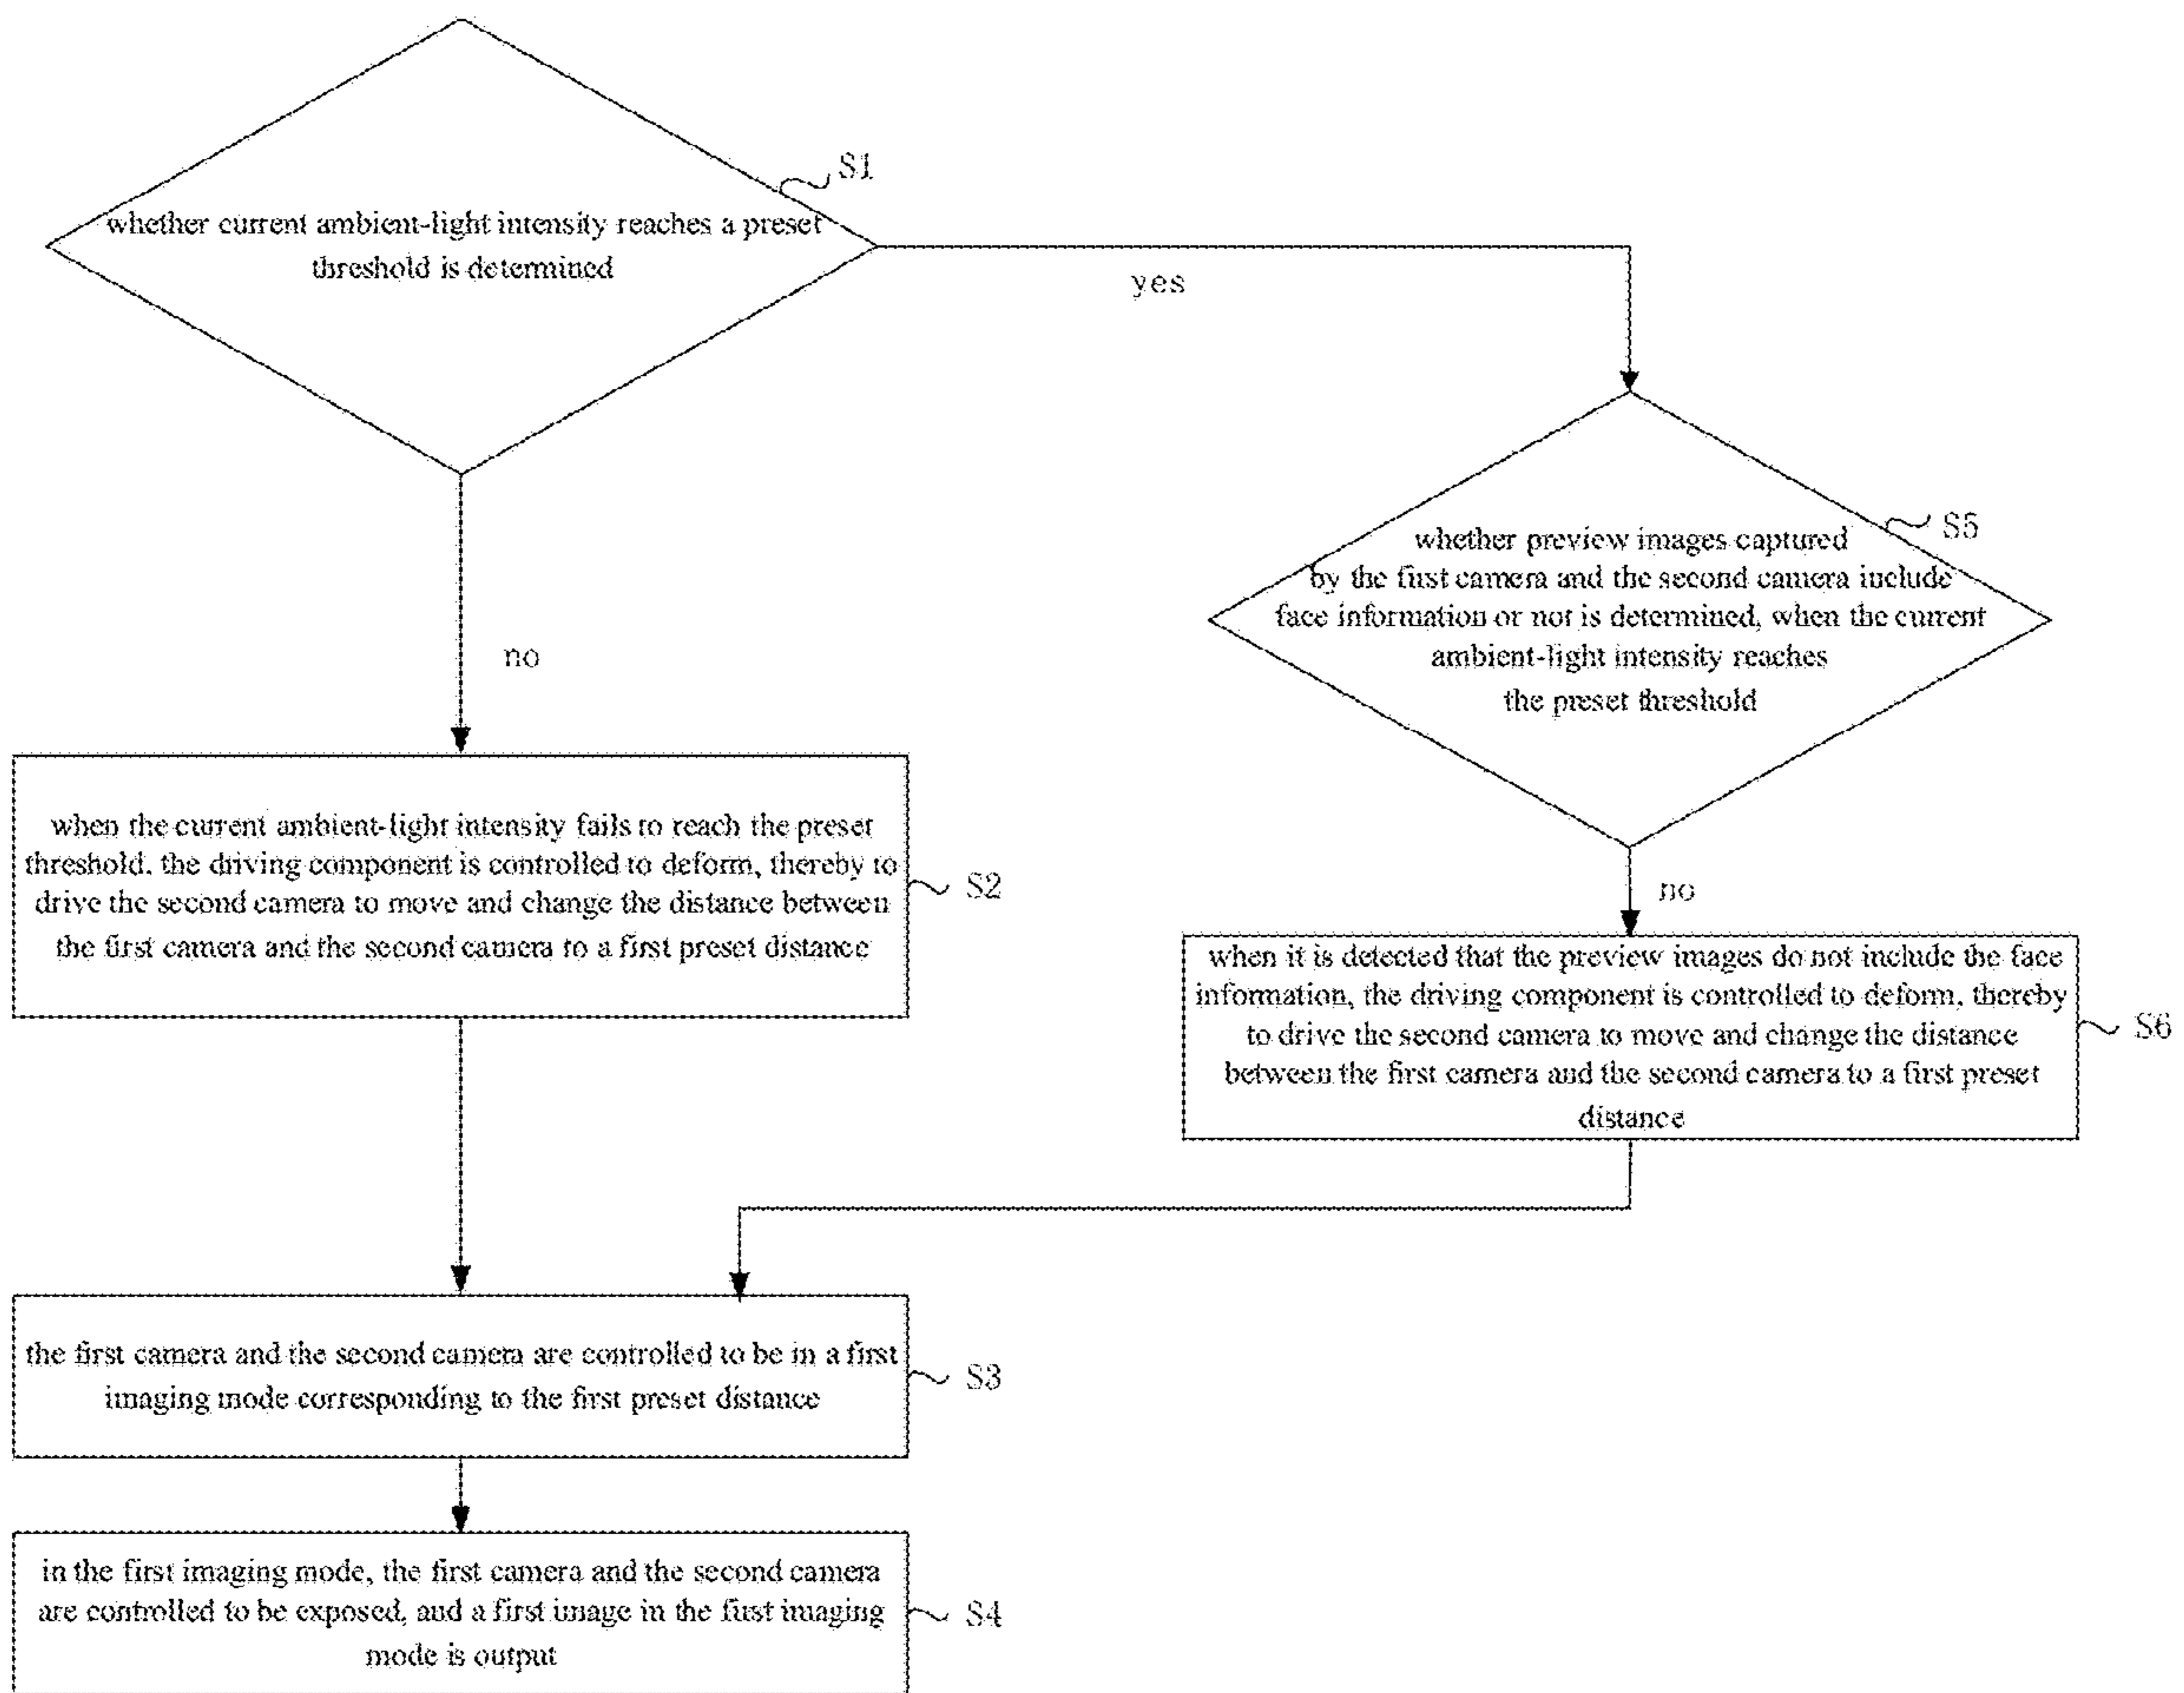 S1
whether current ambient-light intensity reaches a preset
threshold is determined
yes
S5
whether preview images captured
by the first camera and the second camera include
face information or not is determined, when the current
ambient-light intensity reaches
the preset threshold
no
when the current ambient-light intensity fails to reach the preset
threshold, the driving component is controlled to deform, thereby to
drive the second camera to move and change the distance between
the first camera and the second camera to a first preset distance
S2
no
when it is detected that the preview images do not include the face
information, the driving component is controlled to deform, thereby
to drive the second camera to move and change the distance
between the first camera and the second camera to a first preset
distance
S6
the first camera and the second camera are controlled to be in a first
imaging mode corresponding to the first preset distance
S3
in the first imaging mode, the first camera and the second camera
are controlled to be exposed, and a first image in the first imaging
mode is output
S4